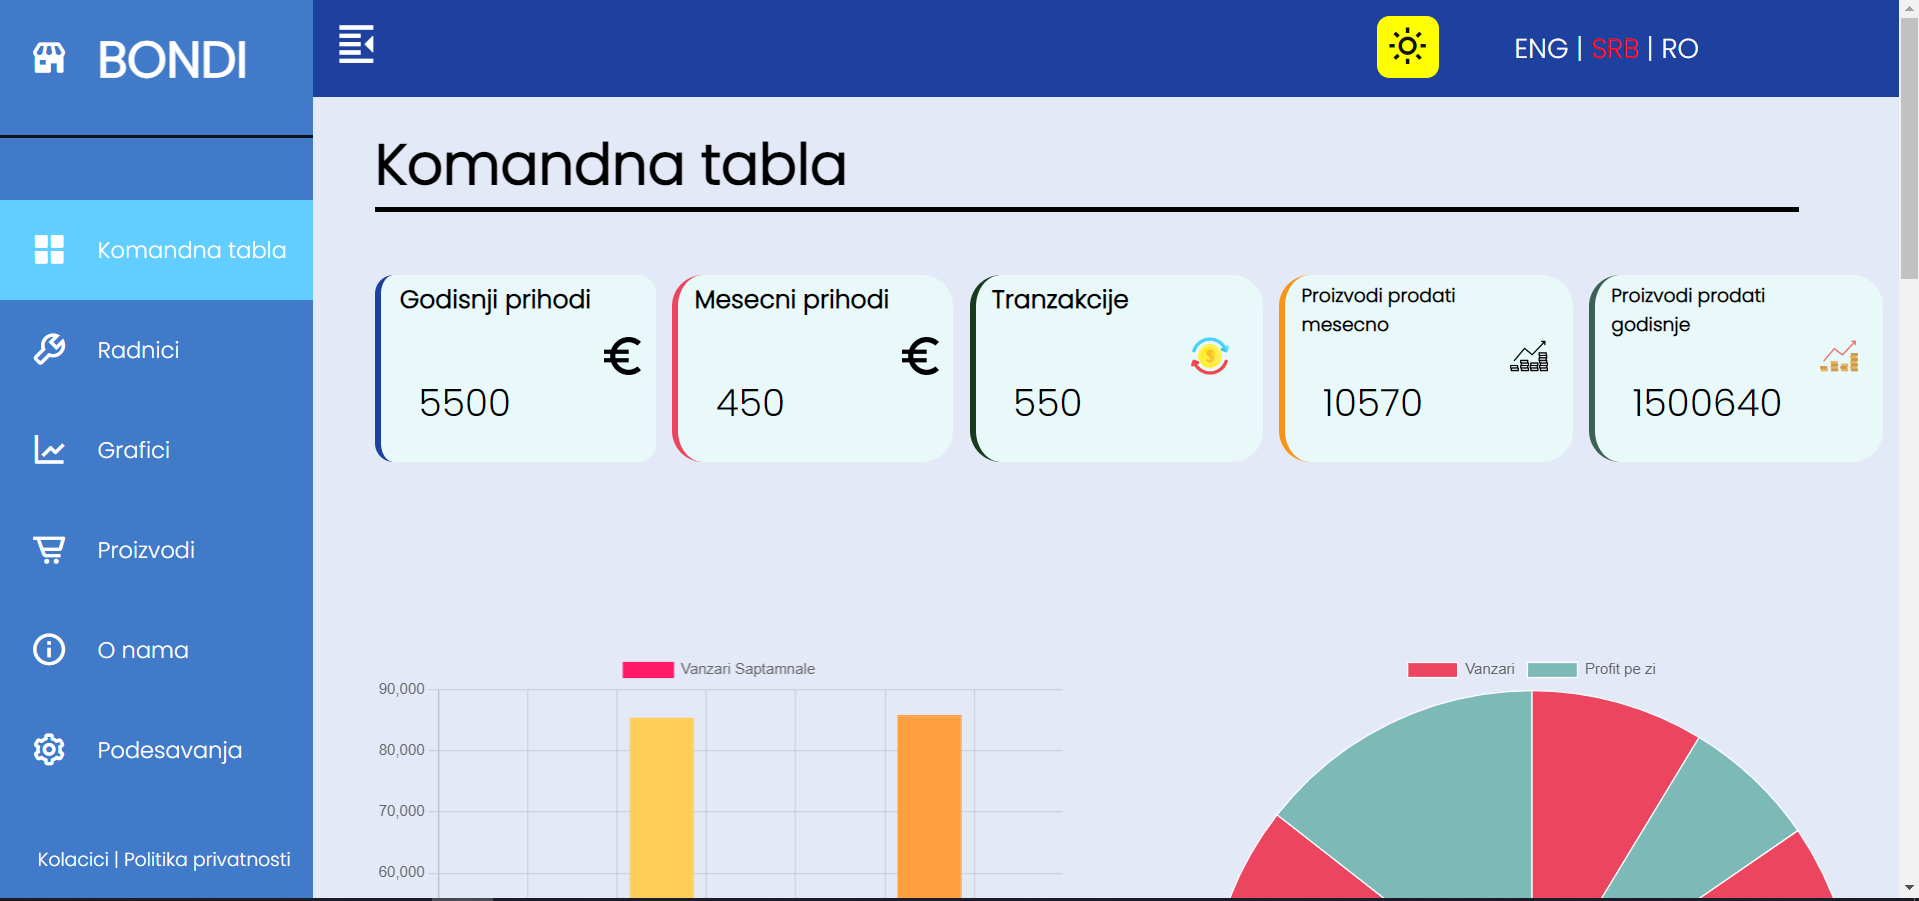 BONDI
ENG | SRB | RO
Komandna tabla
Komandna tabla
Radnici
Grafici
Proizvodi
O nama
Podesavanja
Kolacici | Politika privatnosti
Godisnji prihodi
€
5500
Mesecni prihodi
€
450
Tranzakcije
$
550
Proizvodi prodati
mesecno
10570
Proizvodi prodati
godisnje
1500640
Vanzari Saptamnale
90,000
80,000
70,000
60,000
Vanzari
Profit pe zi